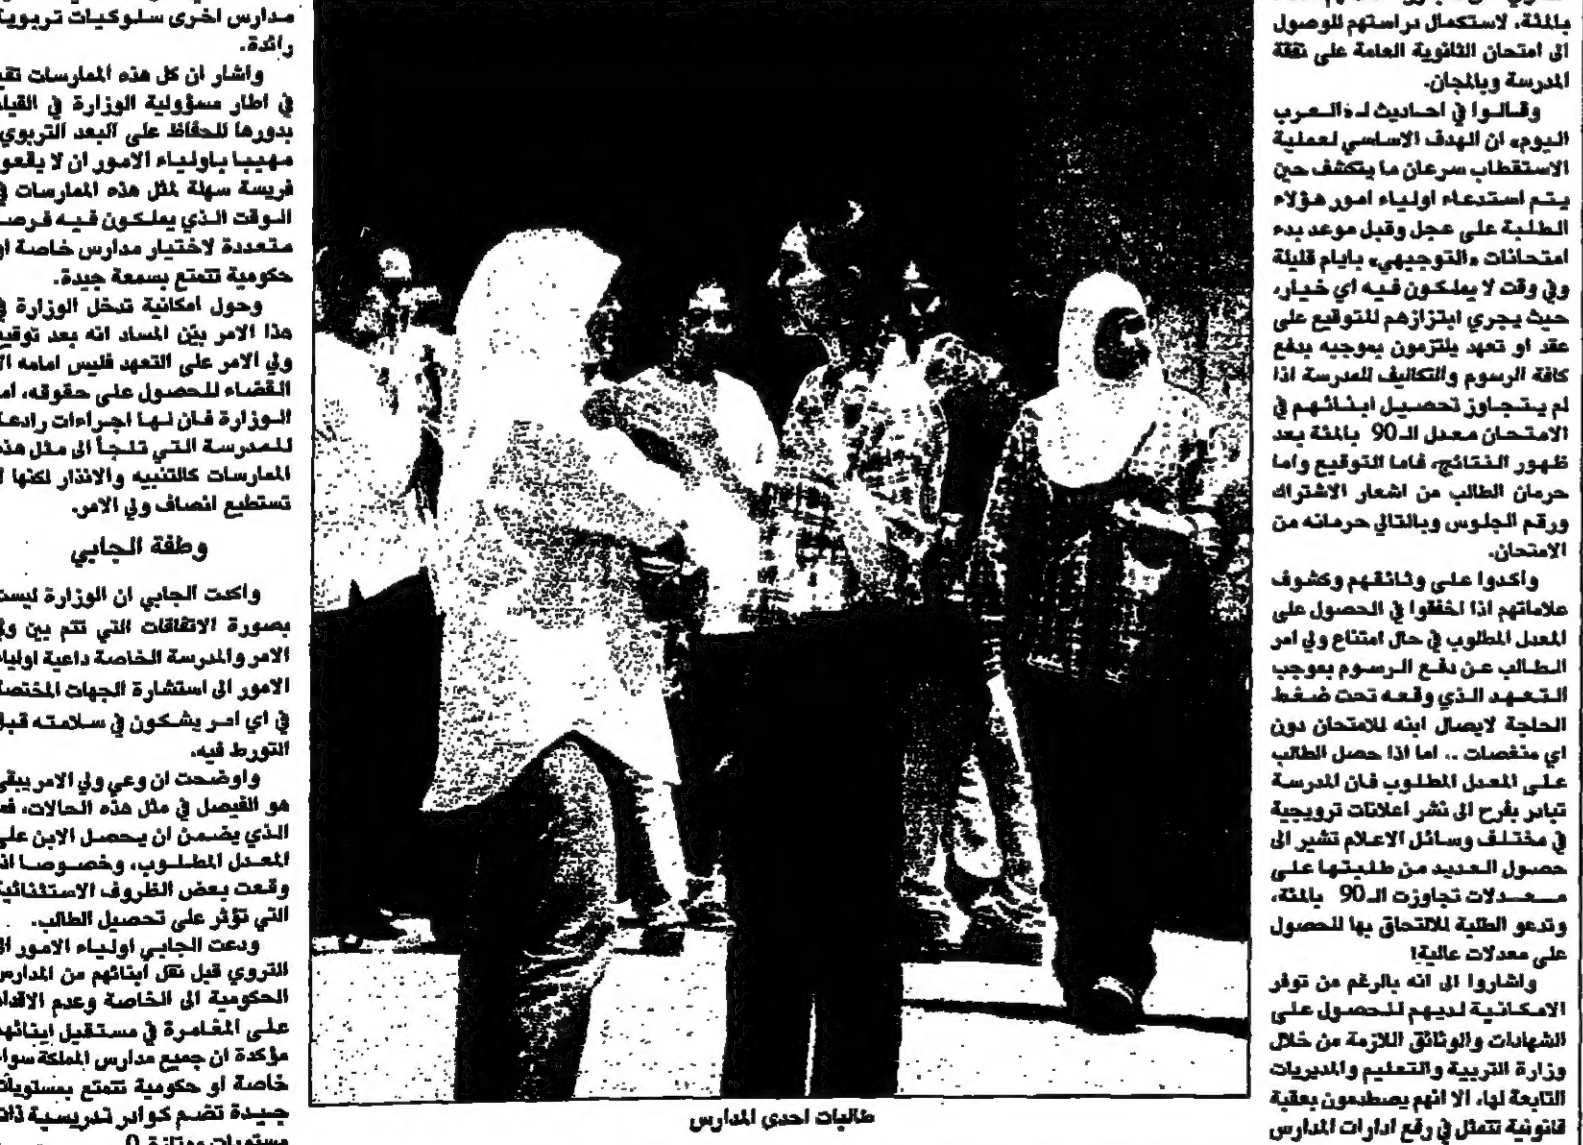 بالمئة، لاستكمال دراستهم للوصول
الى امتحان الثانوية العامة على نفقة
المدرسة وبالمجان.
وقالوا في احاديث لـ «العرب
اليوم» ان الهدف الاساسي لعملية
الاستقطاب سرعان ما يتكشف حين
يتم استدعاء اولياء امور هؤلاء
الطلبة على عجل وقبل موعد بدء
امتحانات «التوجيهي» بايام قليلة
وفي وقت لا يملكون فيه اي خيار،
حيث يجري ابتزازهم للتوقيع على
عقد او تعهد يلتزمون بموجبه بدفع
كافة الرسوم والتكاليف للمدرسة اذا
لم يتجاوز تحصيل ابنائهم في
الامتحان معدل الـ 90 بالمئة بعد
ظهور النتائج، فاما التوقيع واما
حرمان الطالب من اشعار الاشتراك
ورقم الجلوس وبالتالي حرمانه من
الامتحان.
واكدوا على وثائقهم وكشوف
علاماتهم اذا اخفقوا في الحصول على
المعدل المطلوب في حال امتناع ولي امر
الطالب عن دفع الرسوم بموجب
التعهد الذي وقعه تحت ضغط
الحاجة لايصال ابنه للامتحان دون
اي منغصات .. اما اذا حصل الطالب
على المعدل المطلوب فان المدرسة
تبادر بفرح الى نشر اعلانات ترويجية
في مختلف وسائل الاعلام تشير الى
حصول العديد من طلبتها على
معدلات تجاوزت الـ 90 بالمئة،
وتدعو الطلبة للالتحاق بها للحصول
على معدلات عالية!
واشاروا الى انه بالرغم من توفر
الامكانية لديهم للحصول على
الشهادات والوثائق اللازمة من خلال
وزارة التربية والتعليم والمديريات
التابعة لها، الا انهم يصطدمون بعقبة
قانونية تتمثل في رفع ادارات المدارس
طالبات احدى المدارس
مدارس اخرى سلوكيات تربوية
رائدة.
واشار ان كل هذه الممارسات
في اطار مسؤولية الوزارة في
بدورها للحفاظ على البعد التربوي
مهيبا باولياء الامور ان لا يقعوا
فريسة سهلة لمثل هذه الممارسات في
الوقت الذي يملكون فيه
متعددة لاختيار مدارس خاصة او
حكومية تتمتع بسمعة جيدة.
وحول امكانية تدخل الوزارة في
هذا الامر بيّن المساد انه بعد توقيع
ولي الامر على التعهد فليس امامه
القضاء للحصول على حقوقه، اما
الوزارة فان لها اجراءات
للمدرسة التي تلجأ الى مثل هذه
الممارسات كالتنبيه والانذار لكنها
تستطيع انصاف ولي الامر.
وظفة الجابي
واكدت الجابي ان الوزارة ليست
بصورة الاتفاقات التي تتم بين ولي
الامر والمدرسة الخاصة داعية اولياء
الامور الى استشارة الجهات المختصة
في اي امر يشكون في سلامته قبل
التورط فيه.
واوضحت ان وعي ولي الامر يبقى
هو الفيصل في مثل هذه الحالات،
الذي يضمن ان يحصل الابن على
المعدل المطلوب، وخصوصا اذا
وقعت بعض الظروف الاستثنائية
التي تؤثر على تحصيل الطالب.
ودعت الجابي اولياء الامور الى
التروي قبل نقل ابنائهم من المدارس
الحكومية الى الخاصة وعدم الاقدام
على المغامرة في مستقبل ابنائهم
مؤكدة ان جميع مدارس المملكة سواء
خاصة او حكومية تتمتع بمستويات
جيدة تضم كوادر تدريسية ذات